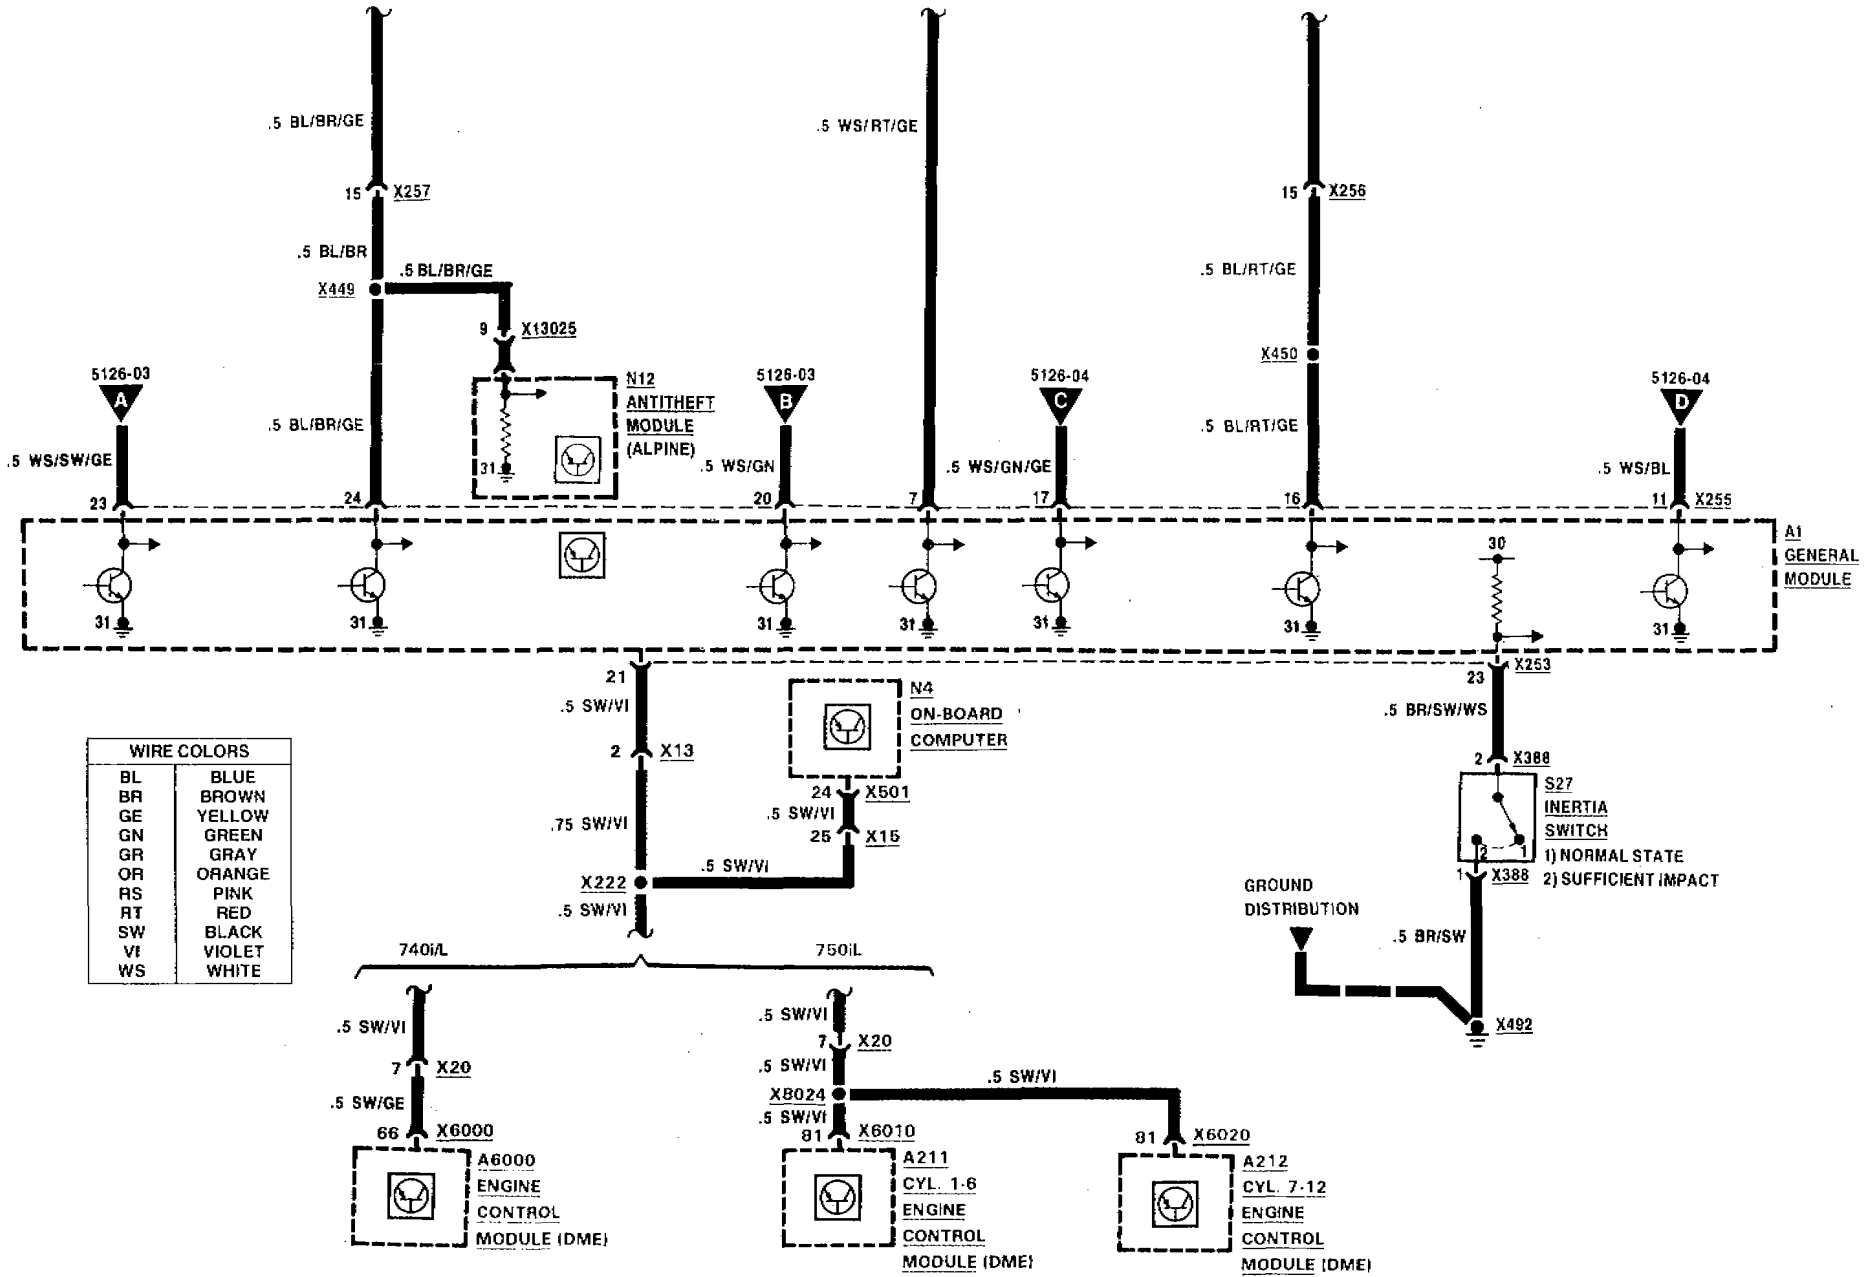 .5 BL/BR/GE
.5 WS/RT/GE
15 X257
15 X256
.5 BL/BR
.5 BL/BR/GE
.5 BL/RT/GE
X449
9 X13025
X450
5126-03
A
N12
ANTITHEFT
MODULE
(ALPINE)
31
5126-03
B
5126-04
C
5126-04
D
.5 BL/BR/GE
.5 BL/RT/GE
.5 WS/SW/GE
.5 WS/GN
.5 WS/GN/GE
.5 WS/BL
23 24 20 7 17 16 11 X255
A1
GENERAL
MODULE
30
31 31 31 31 31 31 31
21
23 X253
.5 SW/VI
N4
ON-BOARD
COMPUTER
.5 BR/SW/WS
2 X13
2 X388
S27
INERTIA
SWITCH
2 1
1) NORMAL STATE
2) SUFFICIENT IMPACT
1 X388
WIRE COLORS
BL BLUE
BR BROWN
GE YELLOW
GN GREEN
GR GRAY
OR ORANGE
RS PINK
RT RED
SW BLACK
VI VIOLET
WS WHITE
24 X501
.5 SW/VI
25 X15
.75 SW/VI
.5 SW/VI
X222
.5 SW/VI
GROUND
DISTRIBUTION
.5 BR/SW
X492
740i/L
750iL
.5 SW/VI
7 X20
.5 SW/GE
66 X6000
A6000
ENGINE
CONTROL
MODULE (DME)
.5 SW/VI
7 X20
.5 SW/VI
X8024
.5 SW/VI
.5 SW/VI
81 X6010
A211
CYL. 1-6
ENGINE
CONTROL
MODULE (DME)
81 X6020
A212
CYL. 7-12
ENGINE
CONTROL
MODULE (DME)